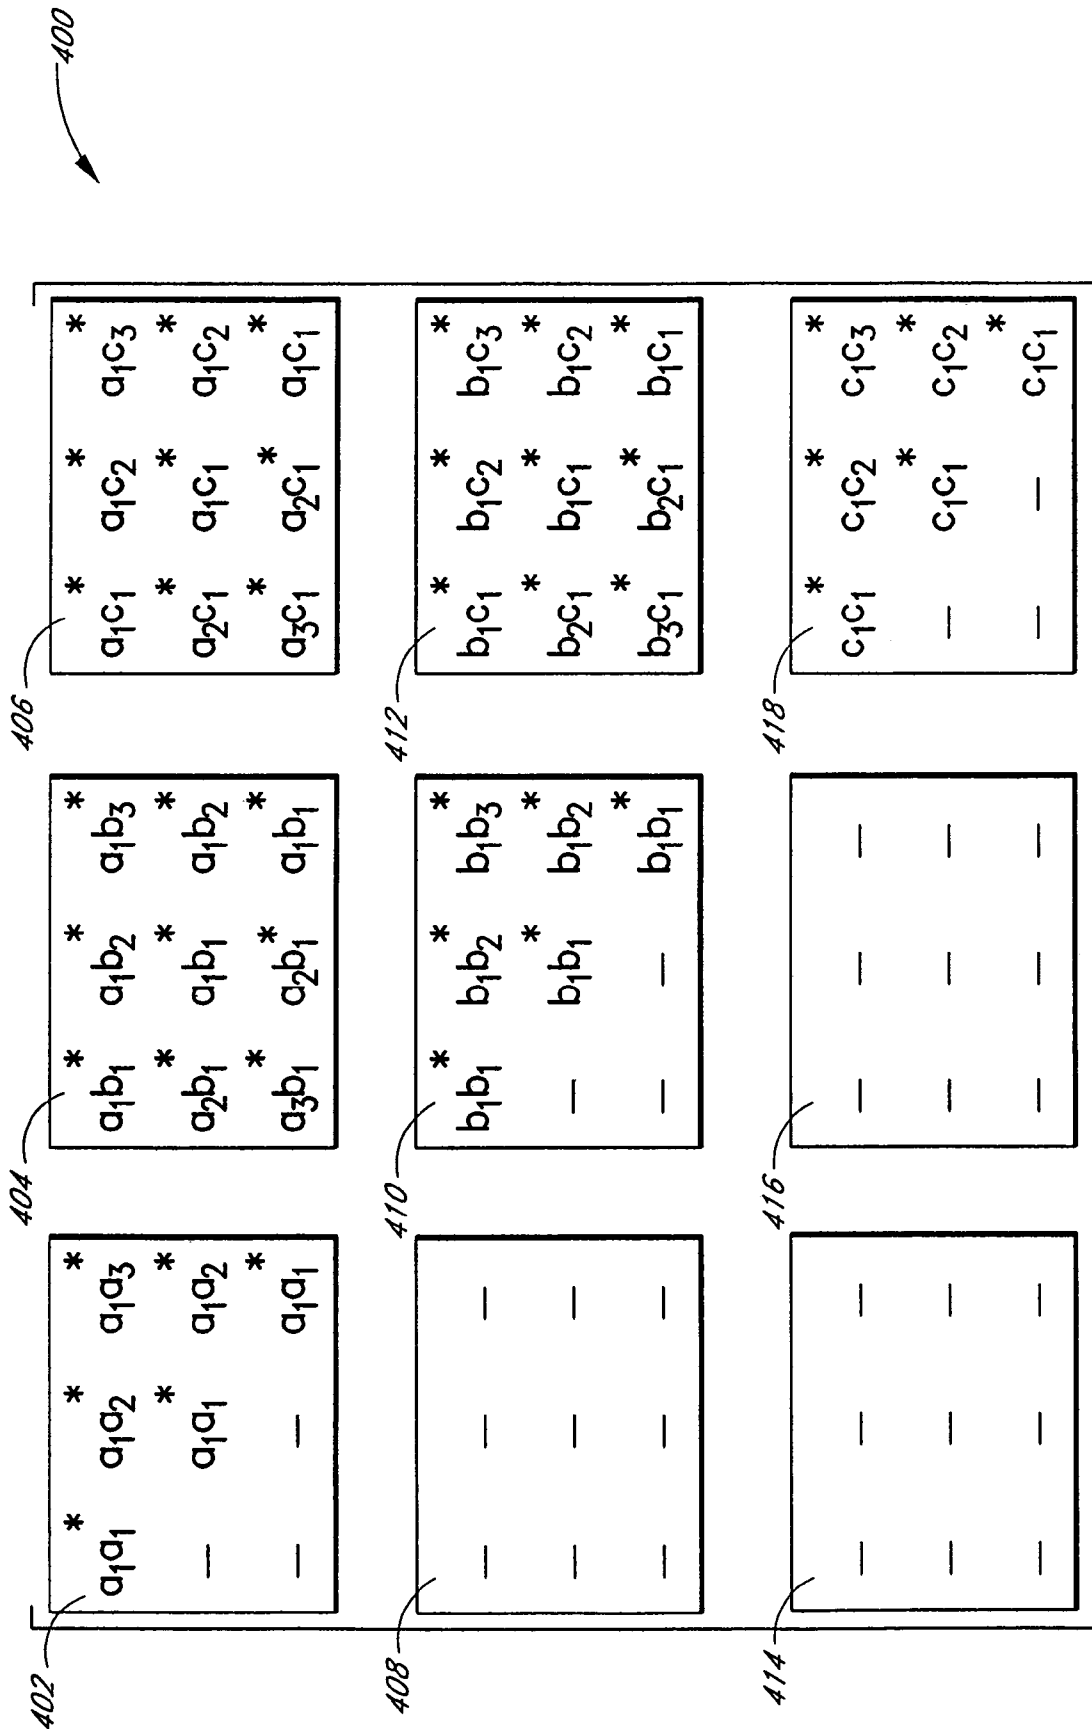 400
402 404 406
a₁a₁* a₁a₂* a₁a₃* a₁b₁* a₁b₂* a₁b₃* a₁c₁* a₁c₂* a₁c₃*
— a₁a₁* a₁a₂* a₂b₁* a₁b₁* a₁b₂* a₂c₁* a₁c₁* a₁c₂*
— — a₁a₁* a₃b₁* a₂b₁* a₁b₁* a₃c₁* a₂c₁* a₁c₁*
408 410 412
— — — b₁b₁* b₁b₂* b₁b₃* b₁c₁* b₁c₂* b₁c₃*
— — — — b₁b₁* b₁b₂* b₂c₁* b₁c₁* b₁c₂*
— — — — — b₁b₁* b₃c₁* b₂c₁* b₁c₁*
414 416 418
— — — — — — c₁c₁* c₁c₂* c₁c₃*
— — — — — — — c₁c₁* c₁c₂*
— — — — — — — — c₁c₁*